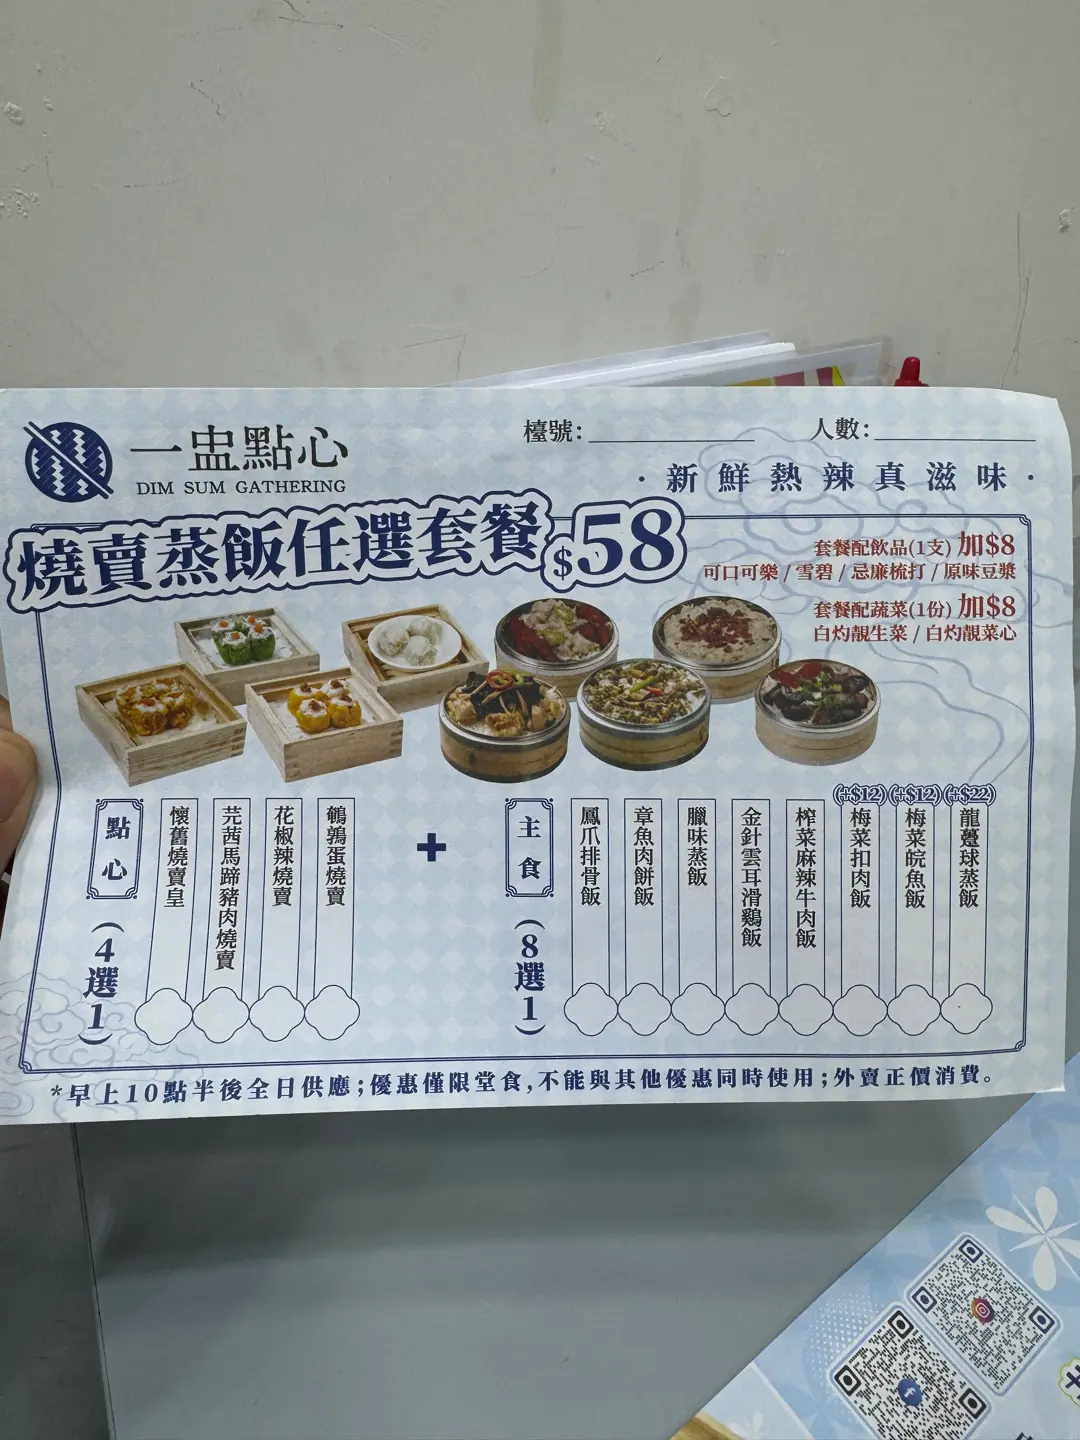 一盅點心
DIM SUM GATHERING
檯號：
人數：
·新鮮熱辣真滋味·
燒賣蒸飯任選套餐$58
套餐配飲品(1支)加$8
可口可樂/雪碧/忌廉梳打/原味豆漿
套餐配蔬菜(1份)加$8
白灼靚生菜/白灼靚菜心
點心
(4選1)
懷舊燒賣皇
芫茜馬蹄豬肉燒賣
花椒辣燒賣
鵪鶉蛋燒賣
+
主食
(8選1)
鳳爪排骨飯
章魚肉餅飯
臘味蒸飯
金針雲耳滑鷄飯
榨菜麻辣牛肉飯
(+$12)
梅菜扣肉飯
(+$12)
梅菜皖魚飯
(+$22)
龍躉球蒸飯
*早上10點半後全日供應;優惠僅限堂食,不能與其他優惠同時使用;外賣正價消費。